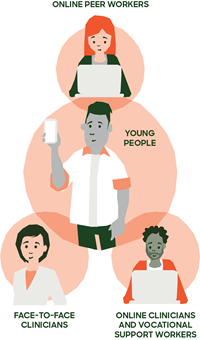 ONLINE PEER WORKERS
YOUNG
PEOPLE
FACE-TO-FACE
CLINICIANS
ONLINE CLINICIANS
AND VOCATIONAL
SUPPORT WORKERS